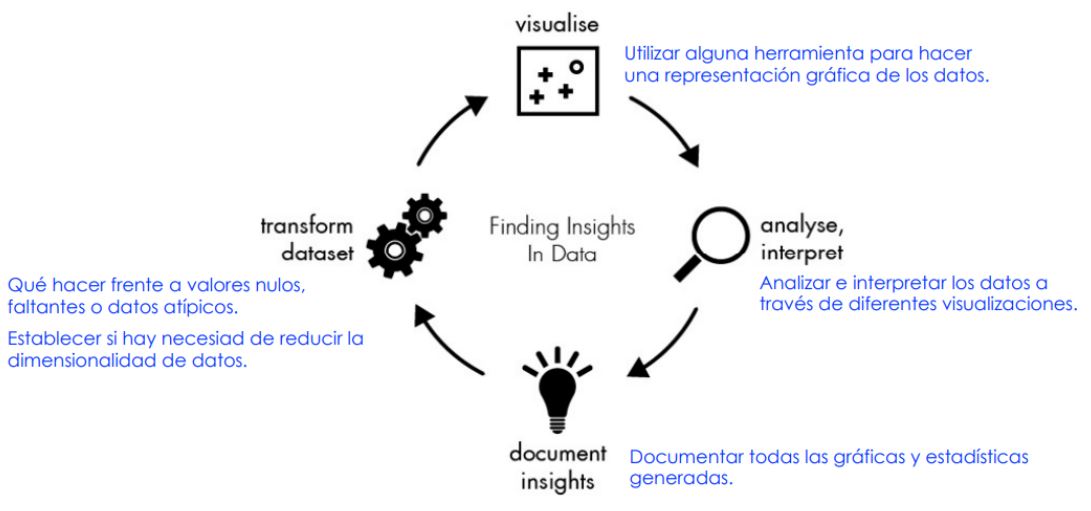 visualise
Utilizar alguna herramienta para hacer
una representación gráfica de los datos.
analyse,
interpret
Analizar e interpretar los datos a
través de diferentes visualizaciones.
document
insights
Documentar todas las gráficas y estadísticas
generadas.
transform
dataset
Qué hacer frente a valores nulos,
faltantes o datos atípicos.
Establecer si hay necesiad de reducir la
dimensionalidad de datos.
Finding Insights
In Data